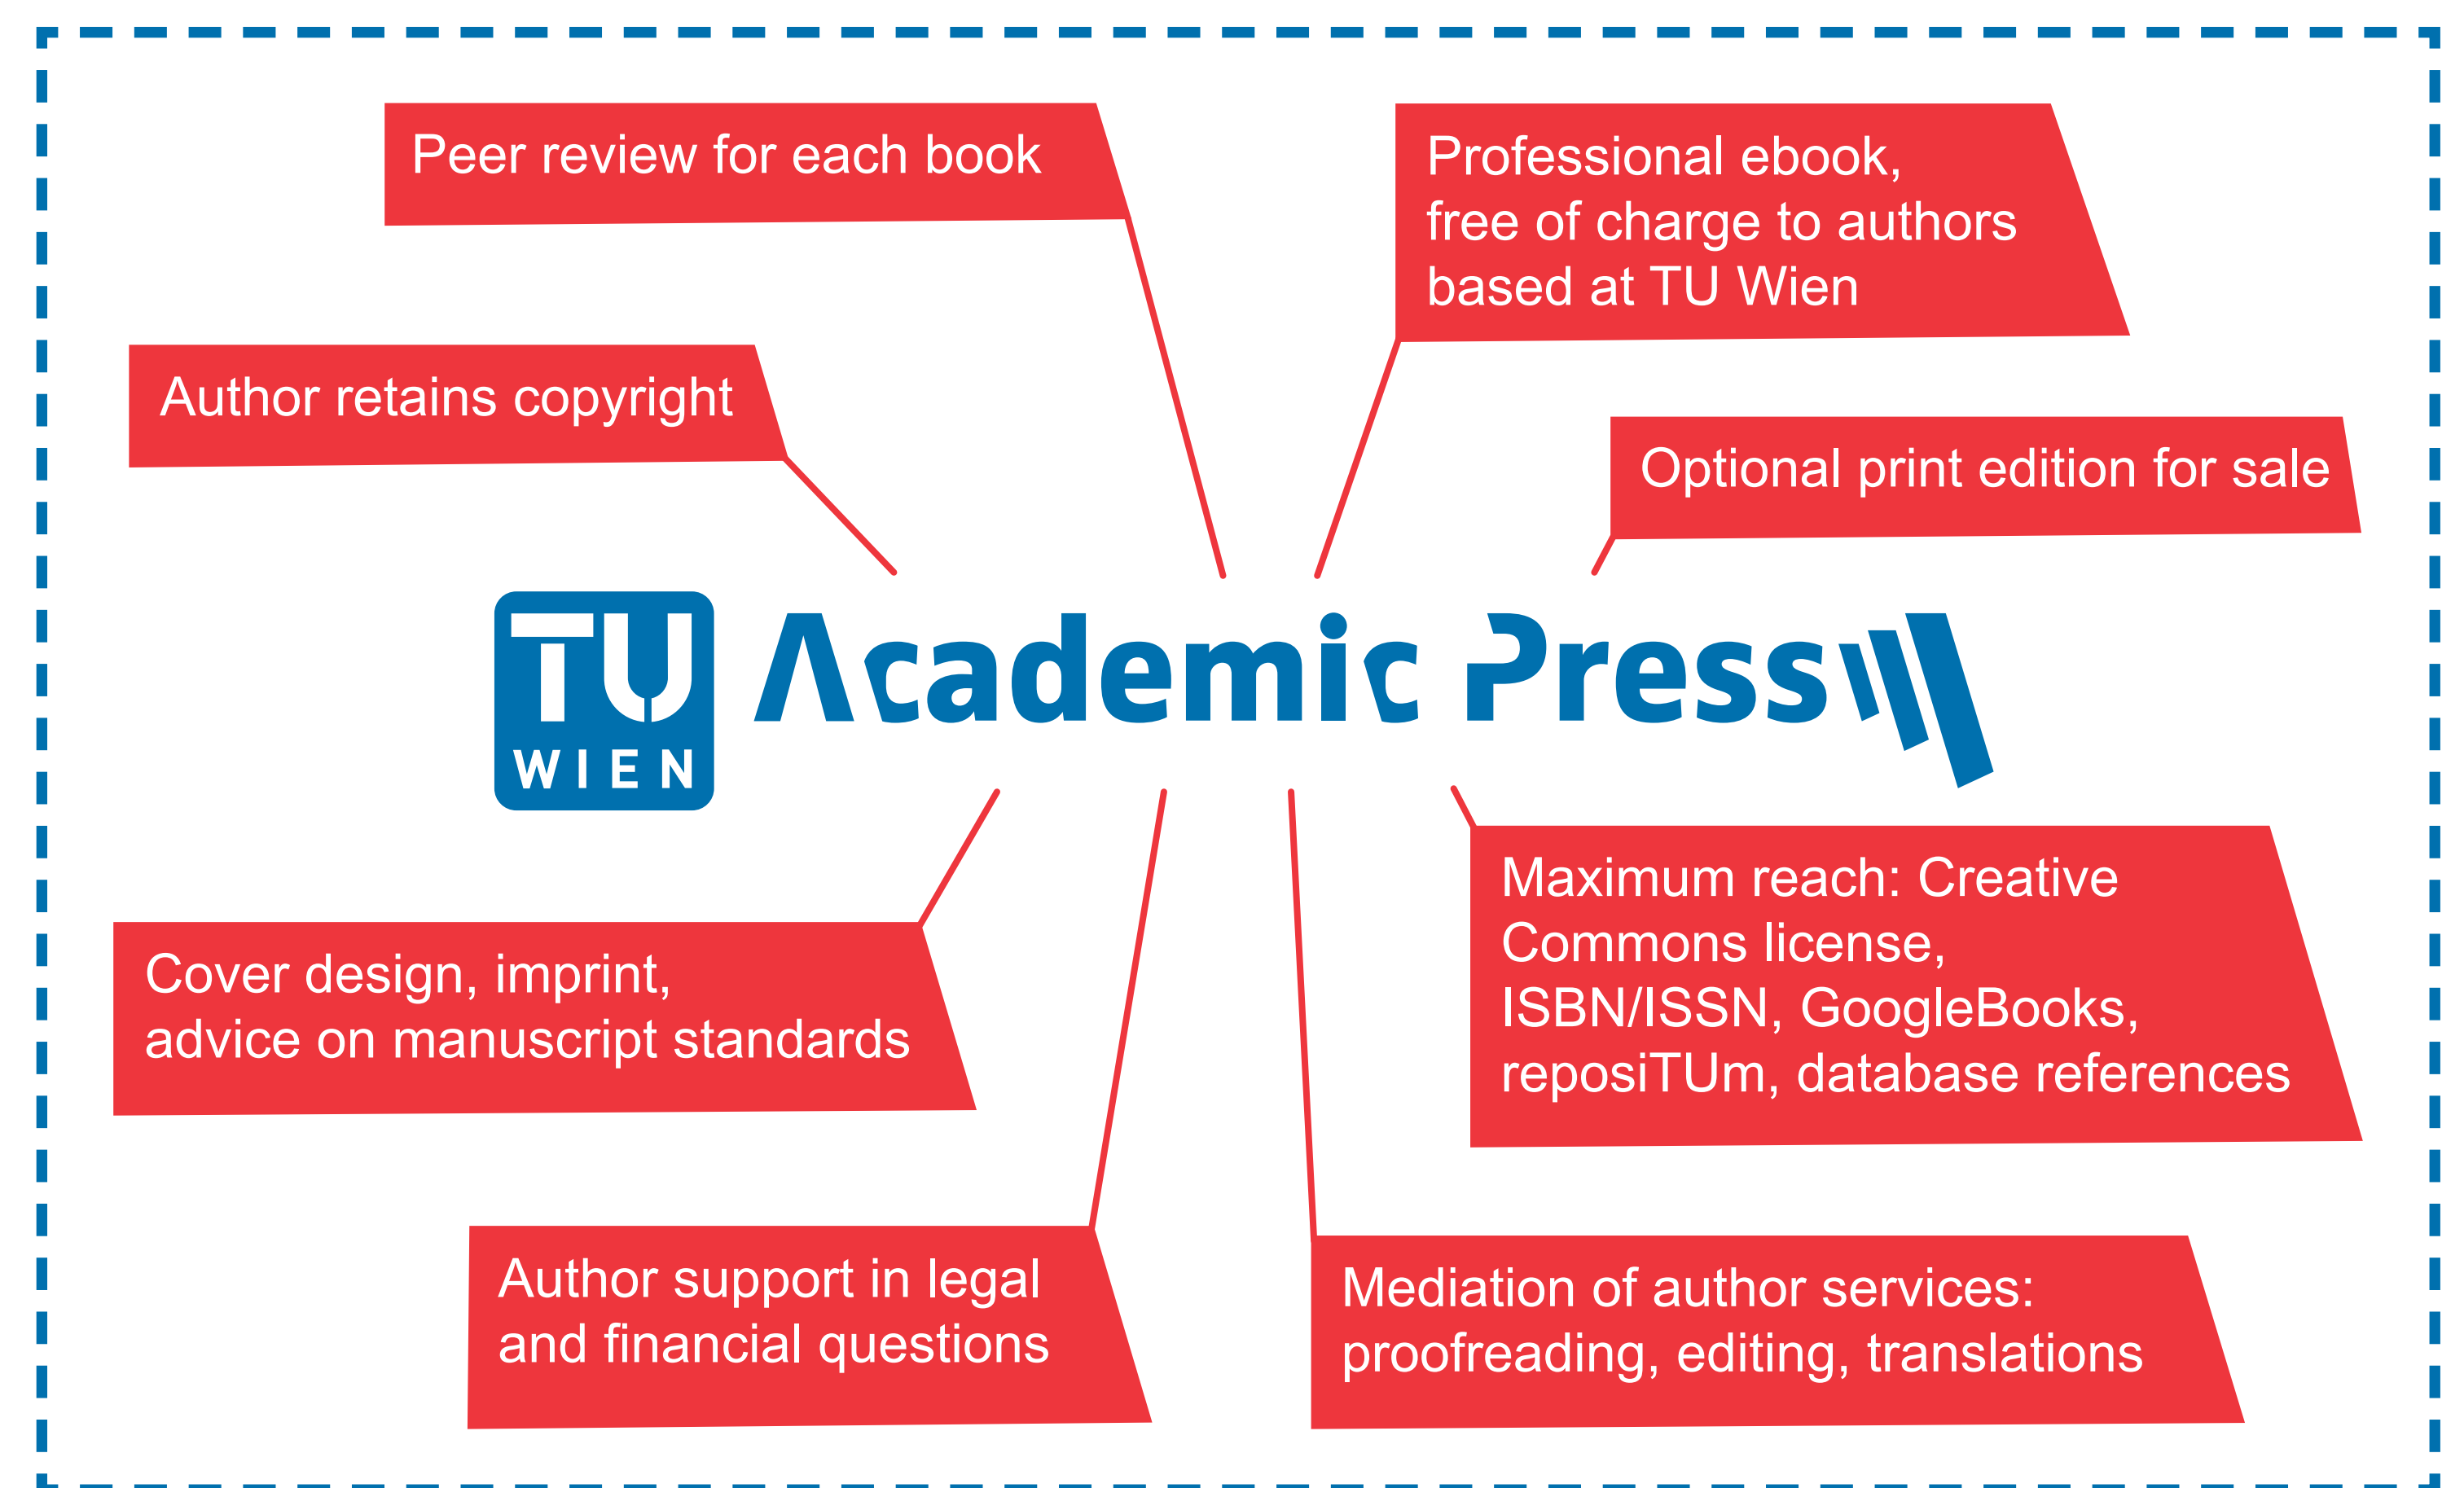 Peer review for each book
Professional ebook,
free of charge to authors
based at TU Wien
Author retains copyright
Optional print edition for sale
TU
WIEN
Academic Press
Cover design, imprint,
advice on manuscript standards
Maximum reach: Creative
Commons license,
ISBN/ISSN, GoogleBooks,
reposiTUm, database references
Author support in legal
and financial questions
Mediation of author services:
proofreading, editing, translations